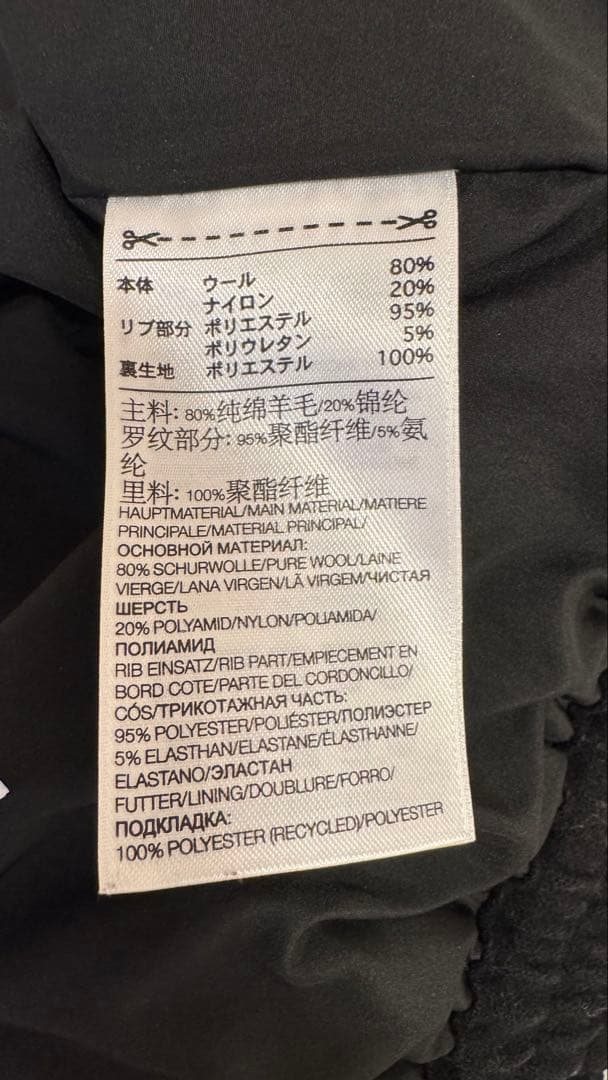 本体 ウール 80%
ナイロン 20%
リブ部分 ポリエステル 95%
ポリウレタン 5%
裏生地 ポリエステル 100%
主料: 80%纯绵羊毛/20%锦纶
罗纹部分: 95%聚酯纤维/5%氨
纶
里料: 100%聚酯纤维
HAUPTMATERIAL/MAIN MATERIAL/MATIERE
PRINCIPALE/MATERIAL PRINCIPAL/
ОСНОВНОЙ МАТЕРИАЛ:
80% SCHURWOLLE/PURE WOOL/LAINE
VIERGE/LANA VIRGEN/LÃ VIRGEM/ЧИСТАЯ
ШЕРСТЬ
20% POLYAMID/NYLON/POLIAMIDA/
ПОЛИАМИД
RIB EINSATZ/RIB PART/EMPIECEMENT EN
BORD COTE/PARTE DEL CORDONCILLO/
CÓS/ТРИКОТАЖНАЯ ЧАСТЬ:
95% POLYESTER/POLIÉSTER/ПОЛИЭСТЕР
5% ELASTHAN/ELASTANE/ÉLASTHANNE/
ELASTANO/ЭЛАСТАН
FUTTER/LINING/DOUBLURE/FORRO/
ПОДКЛАДКА:
100% POLYESTER (RECYCLED)/POLYESTER